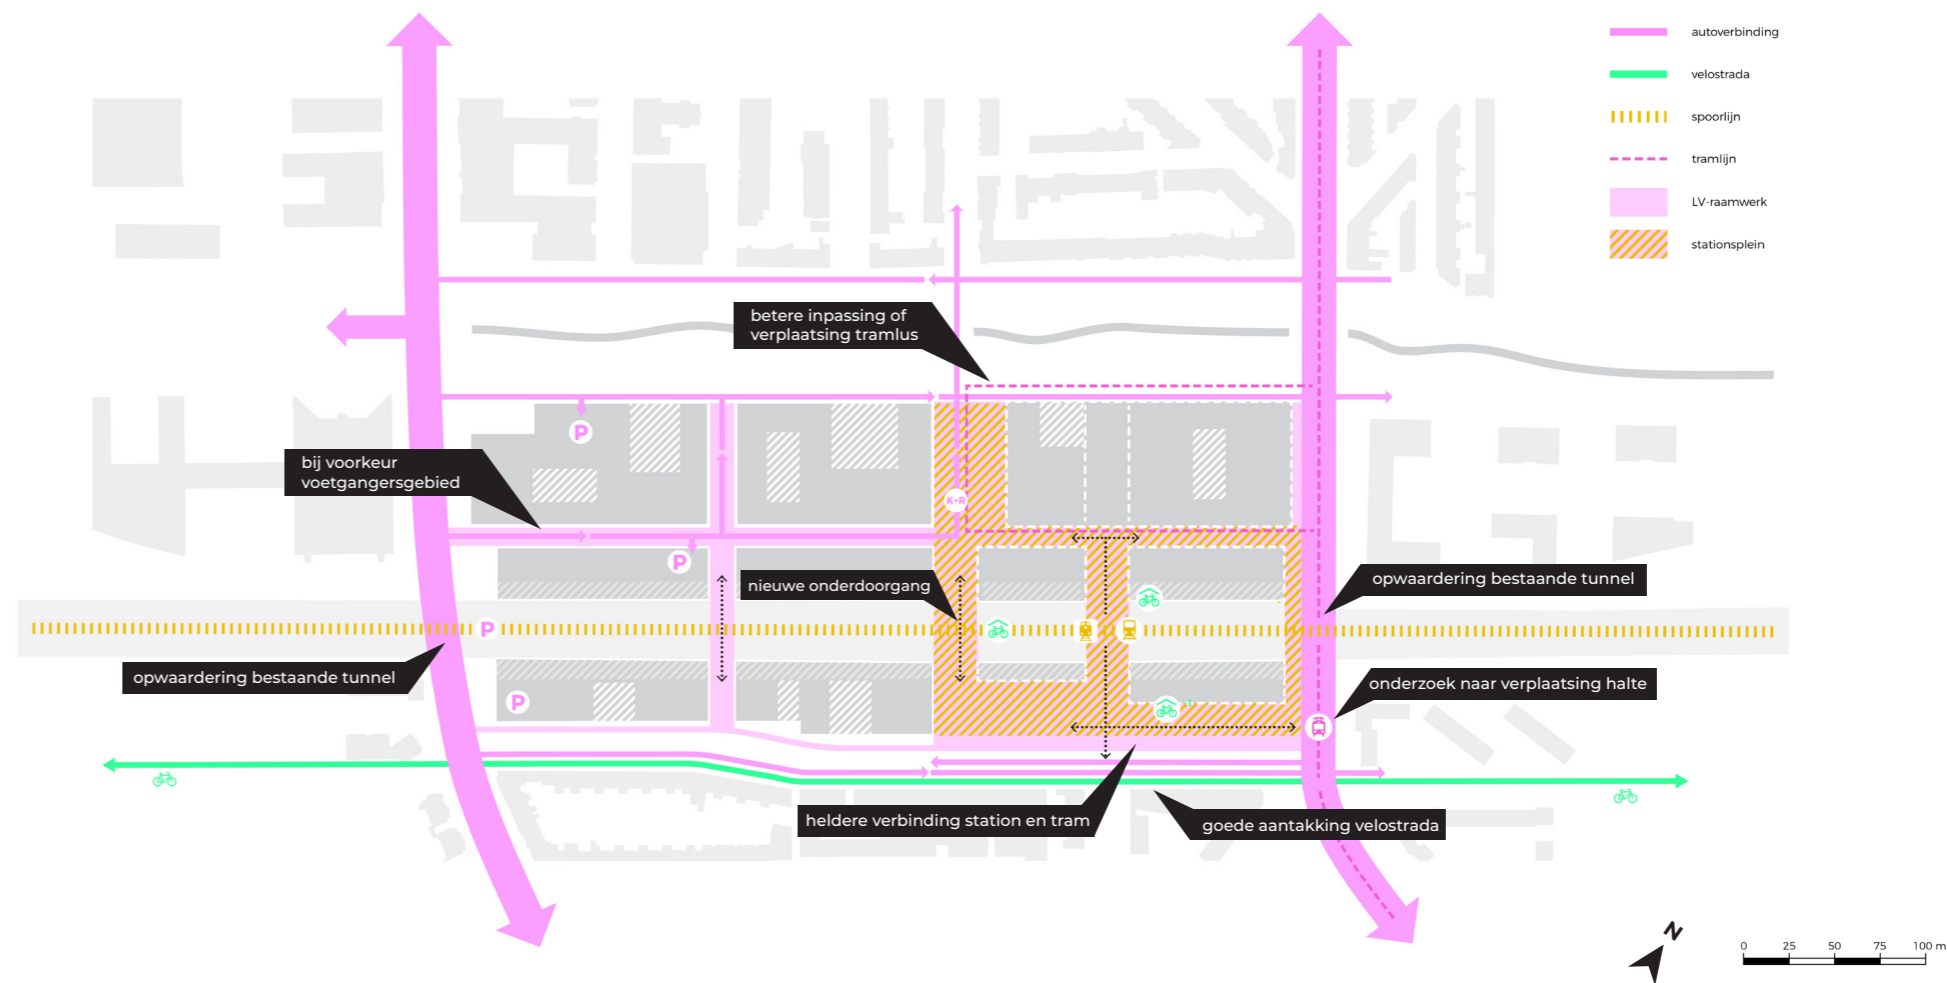 autoverbinding
velostrada
spoorlijn
tramlijn
LV-raamwerk
stationsplein
betere inpassing of
verplaatsing tramlus
P
bij voorkeur
voetgangersgebied
K+R
P
nieuwe onderdoorgang
opwaardering bestaande tunnel
P
opwaardering bestaande tunnel
onderzoek naar verplaatsing halte
P
heldere verbinding station en tram
goede aantakking velostrada
N
0 25 50 75 100 m